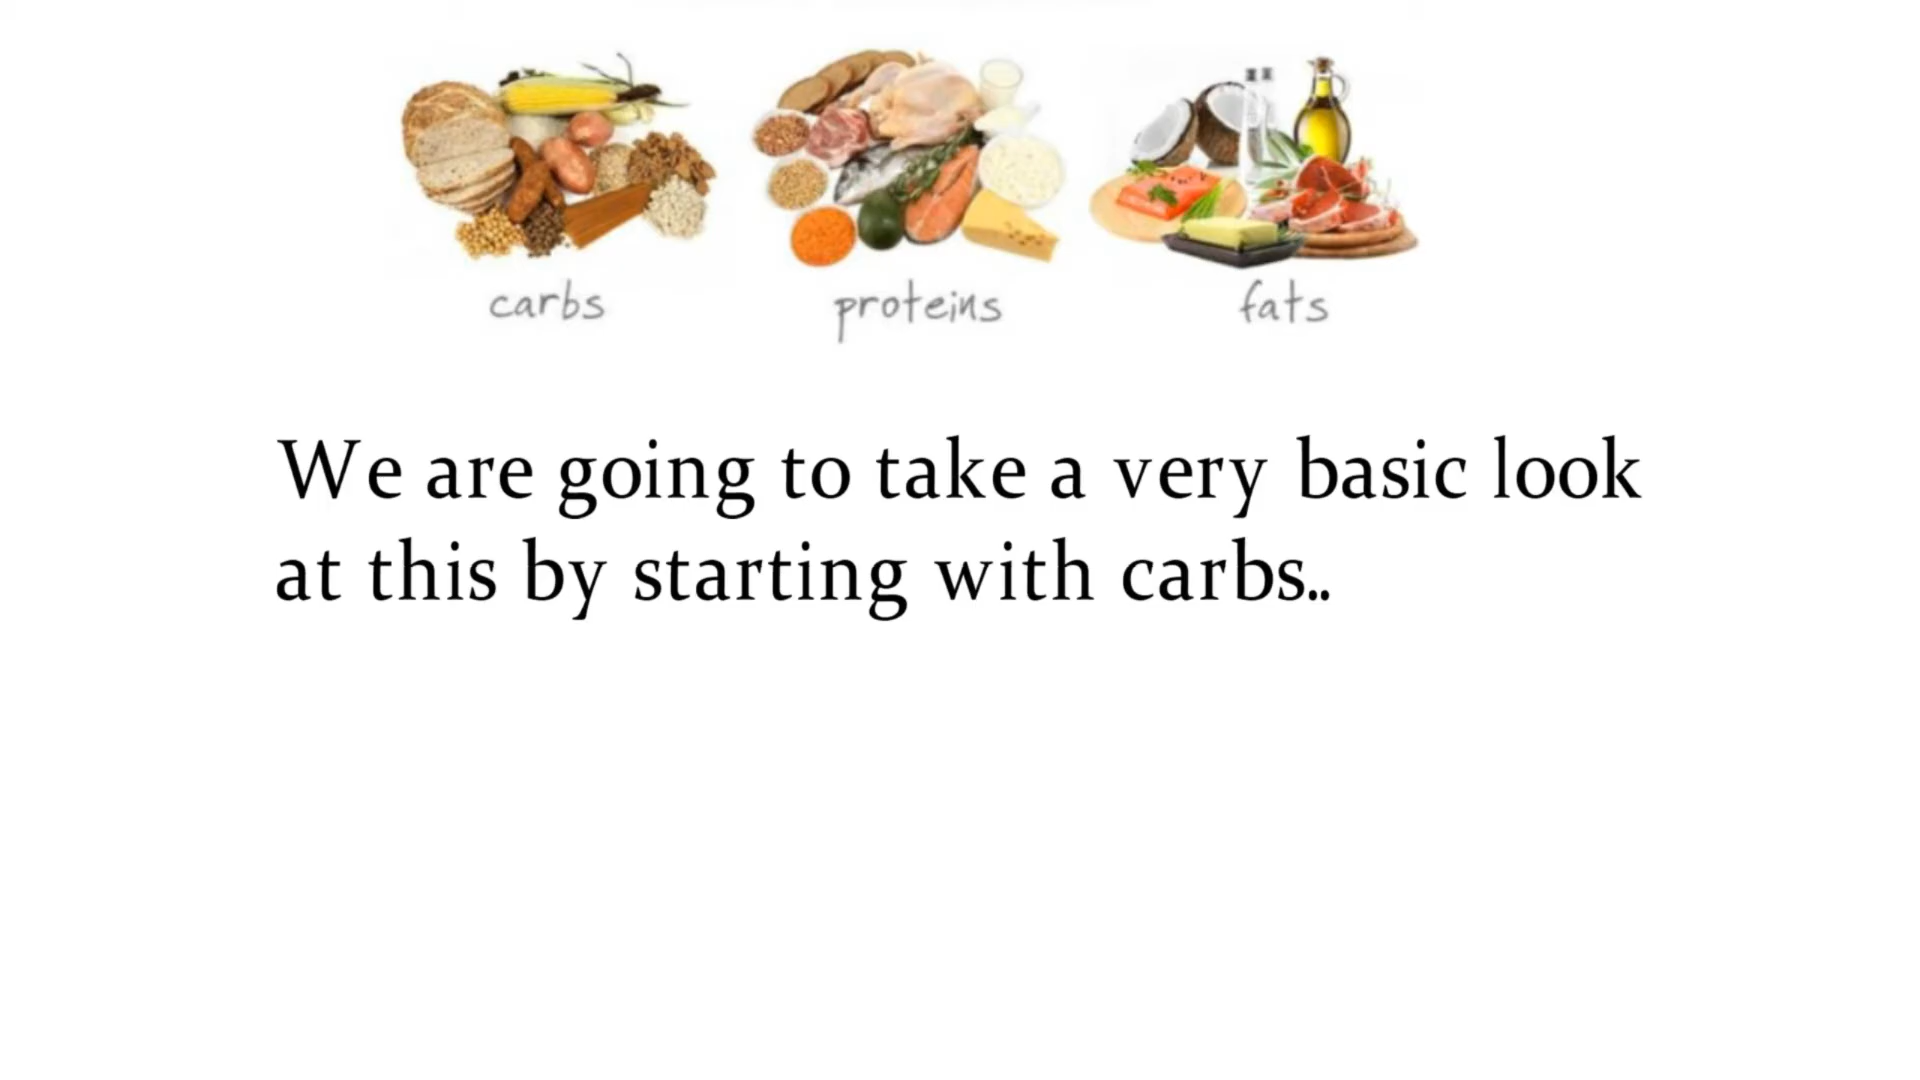 carbs proteins fats
We are going to take a very basic look
at this by starting with carbs..